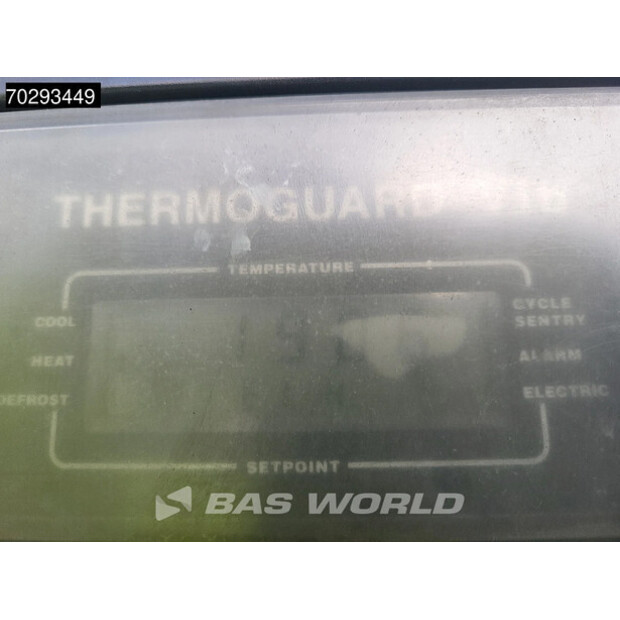 70293449
THERMOGUARD
TEMPERATURE
COOL
CYCLE
SENTRY
HEAT
ALARM
DEFROST
ELECTRIC
SETPOINT
BAS WORLD